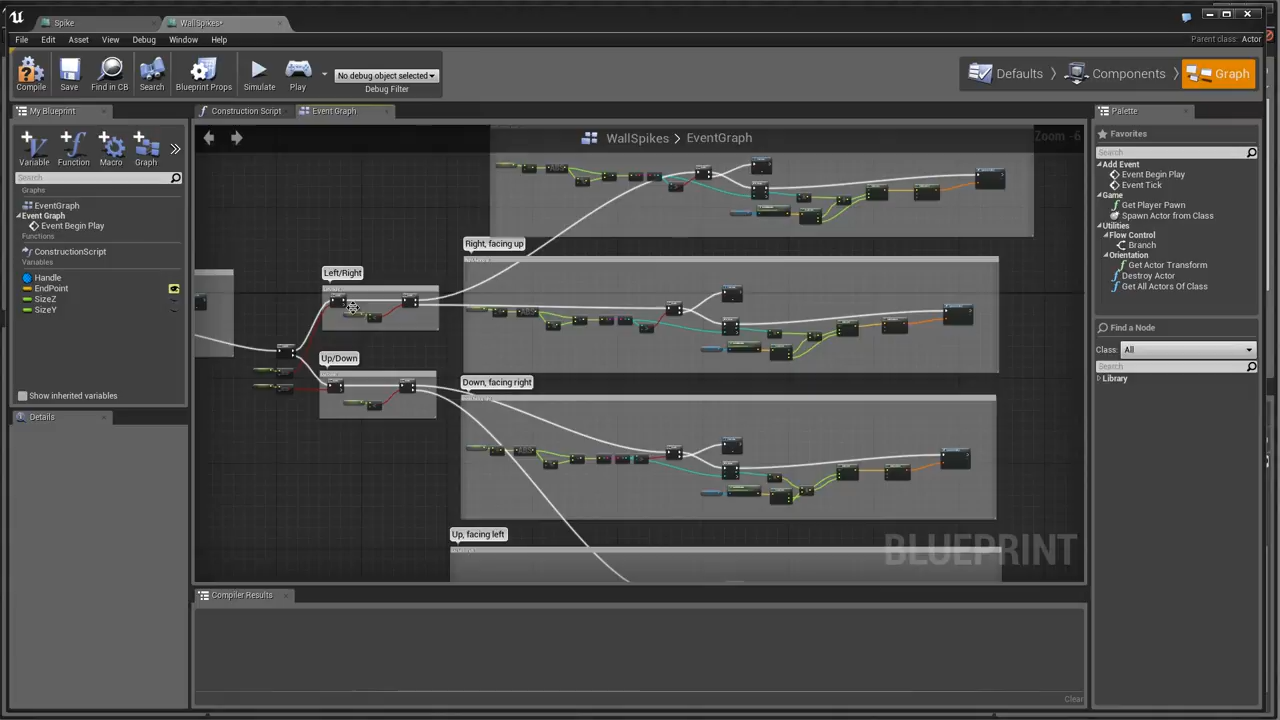 Spike
WallSpikes*
File Edit Asset View Debug Window Help
Parent class: Actor
Compile Save Find in CB Search Blueprint Props Simulate Play
No debug object selected
Debug Filter
Defaults Components Graph
My Blueprint
Construction Script
Event Graph
Palette
Variable Function Macro Graph
Search
Graphs
EventGraph
Event Graph
Event Begin Play
Functions
ConstructionScript
Variables
Handle
EndPoint
SizeZ
SizeY
Show inherited variables
Details
WallSpikes > EventGraph
Zoom -6
Right, facing up
Left/Right
Up/Down
Down, facing right
Up, facing left
BLUEPRINT
Favorites
Search
Add Event
Event Begin Play
Event Tick
Game
Get Player Pawn
Spawn Actor from Class
Utilities
Flow Control
Branch
Orientation
Get Actor Transform
Destroy Actor
Get All Actors Of Class
Find a Node
Class: All
Search
Library
Compiler Results
Clear